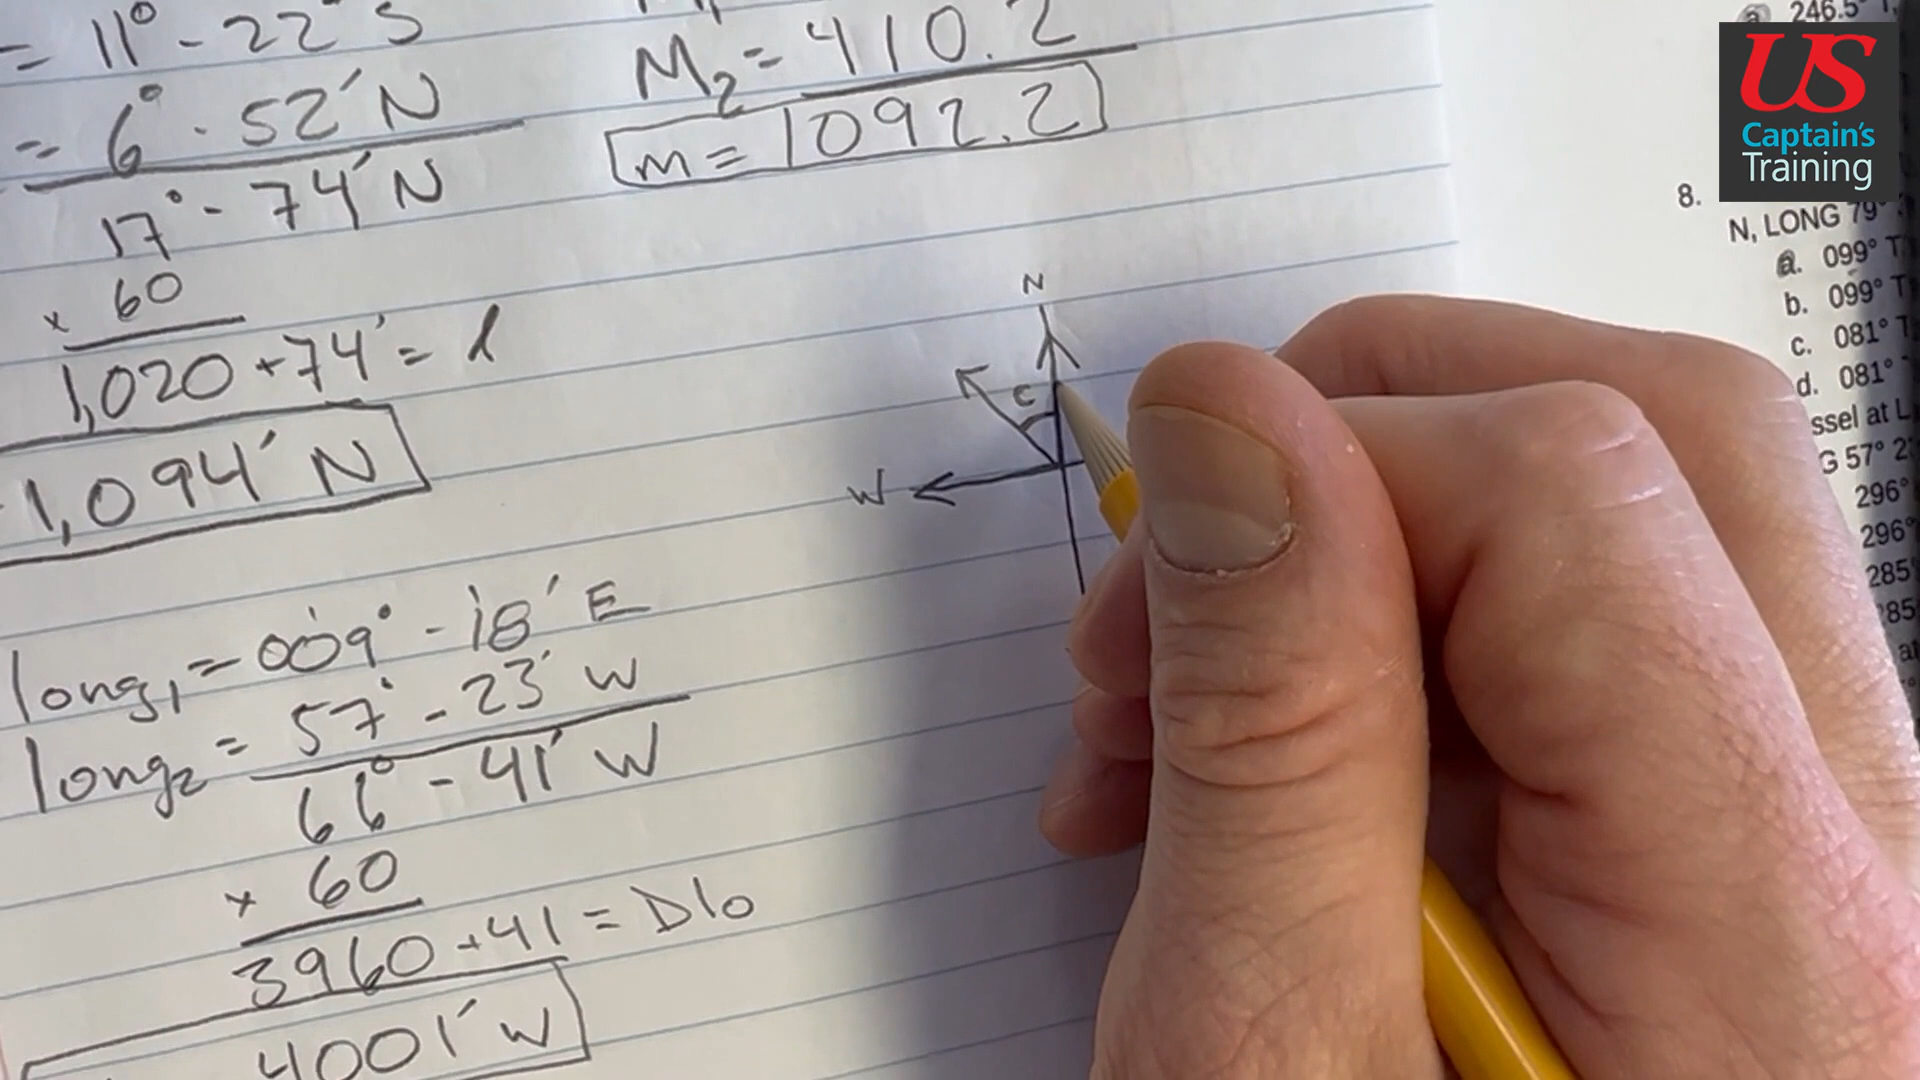 = 11° - 22' S
= 6° - 52' N
17° - 74' N
x 60
1,020 + 74' = l
1,094' N
long₁ = 009° - 18' E
long₂ = 57° - 23' W
66° - 41' W
x 60
3960 + 41 = Dlo
4001' W
M₂ = 410.2
m = 1092.2
N
C
W
US
Captain's
Training
246.5° T,
8.
N, LONG 79°
a. 099° T
b. 099° T
c. 081° T
d. 081°
ssel at L
G 57° 2
296°
296°
285°
285
at